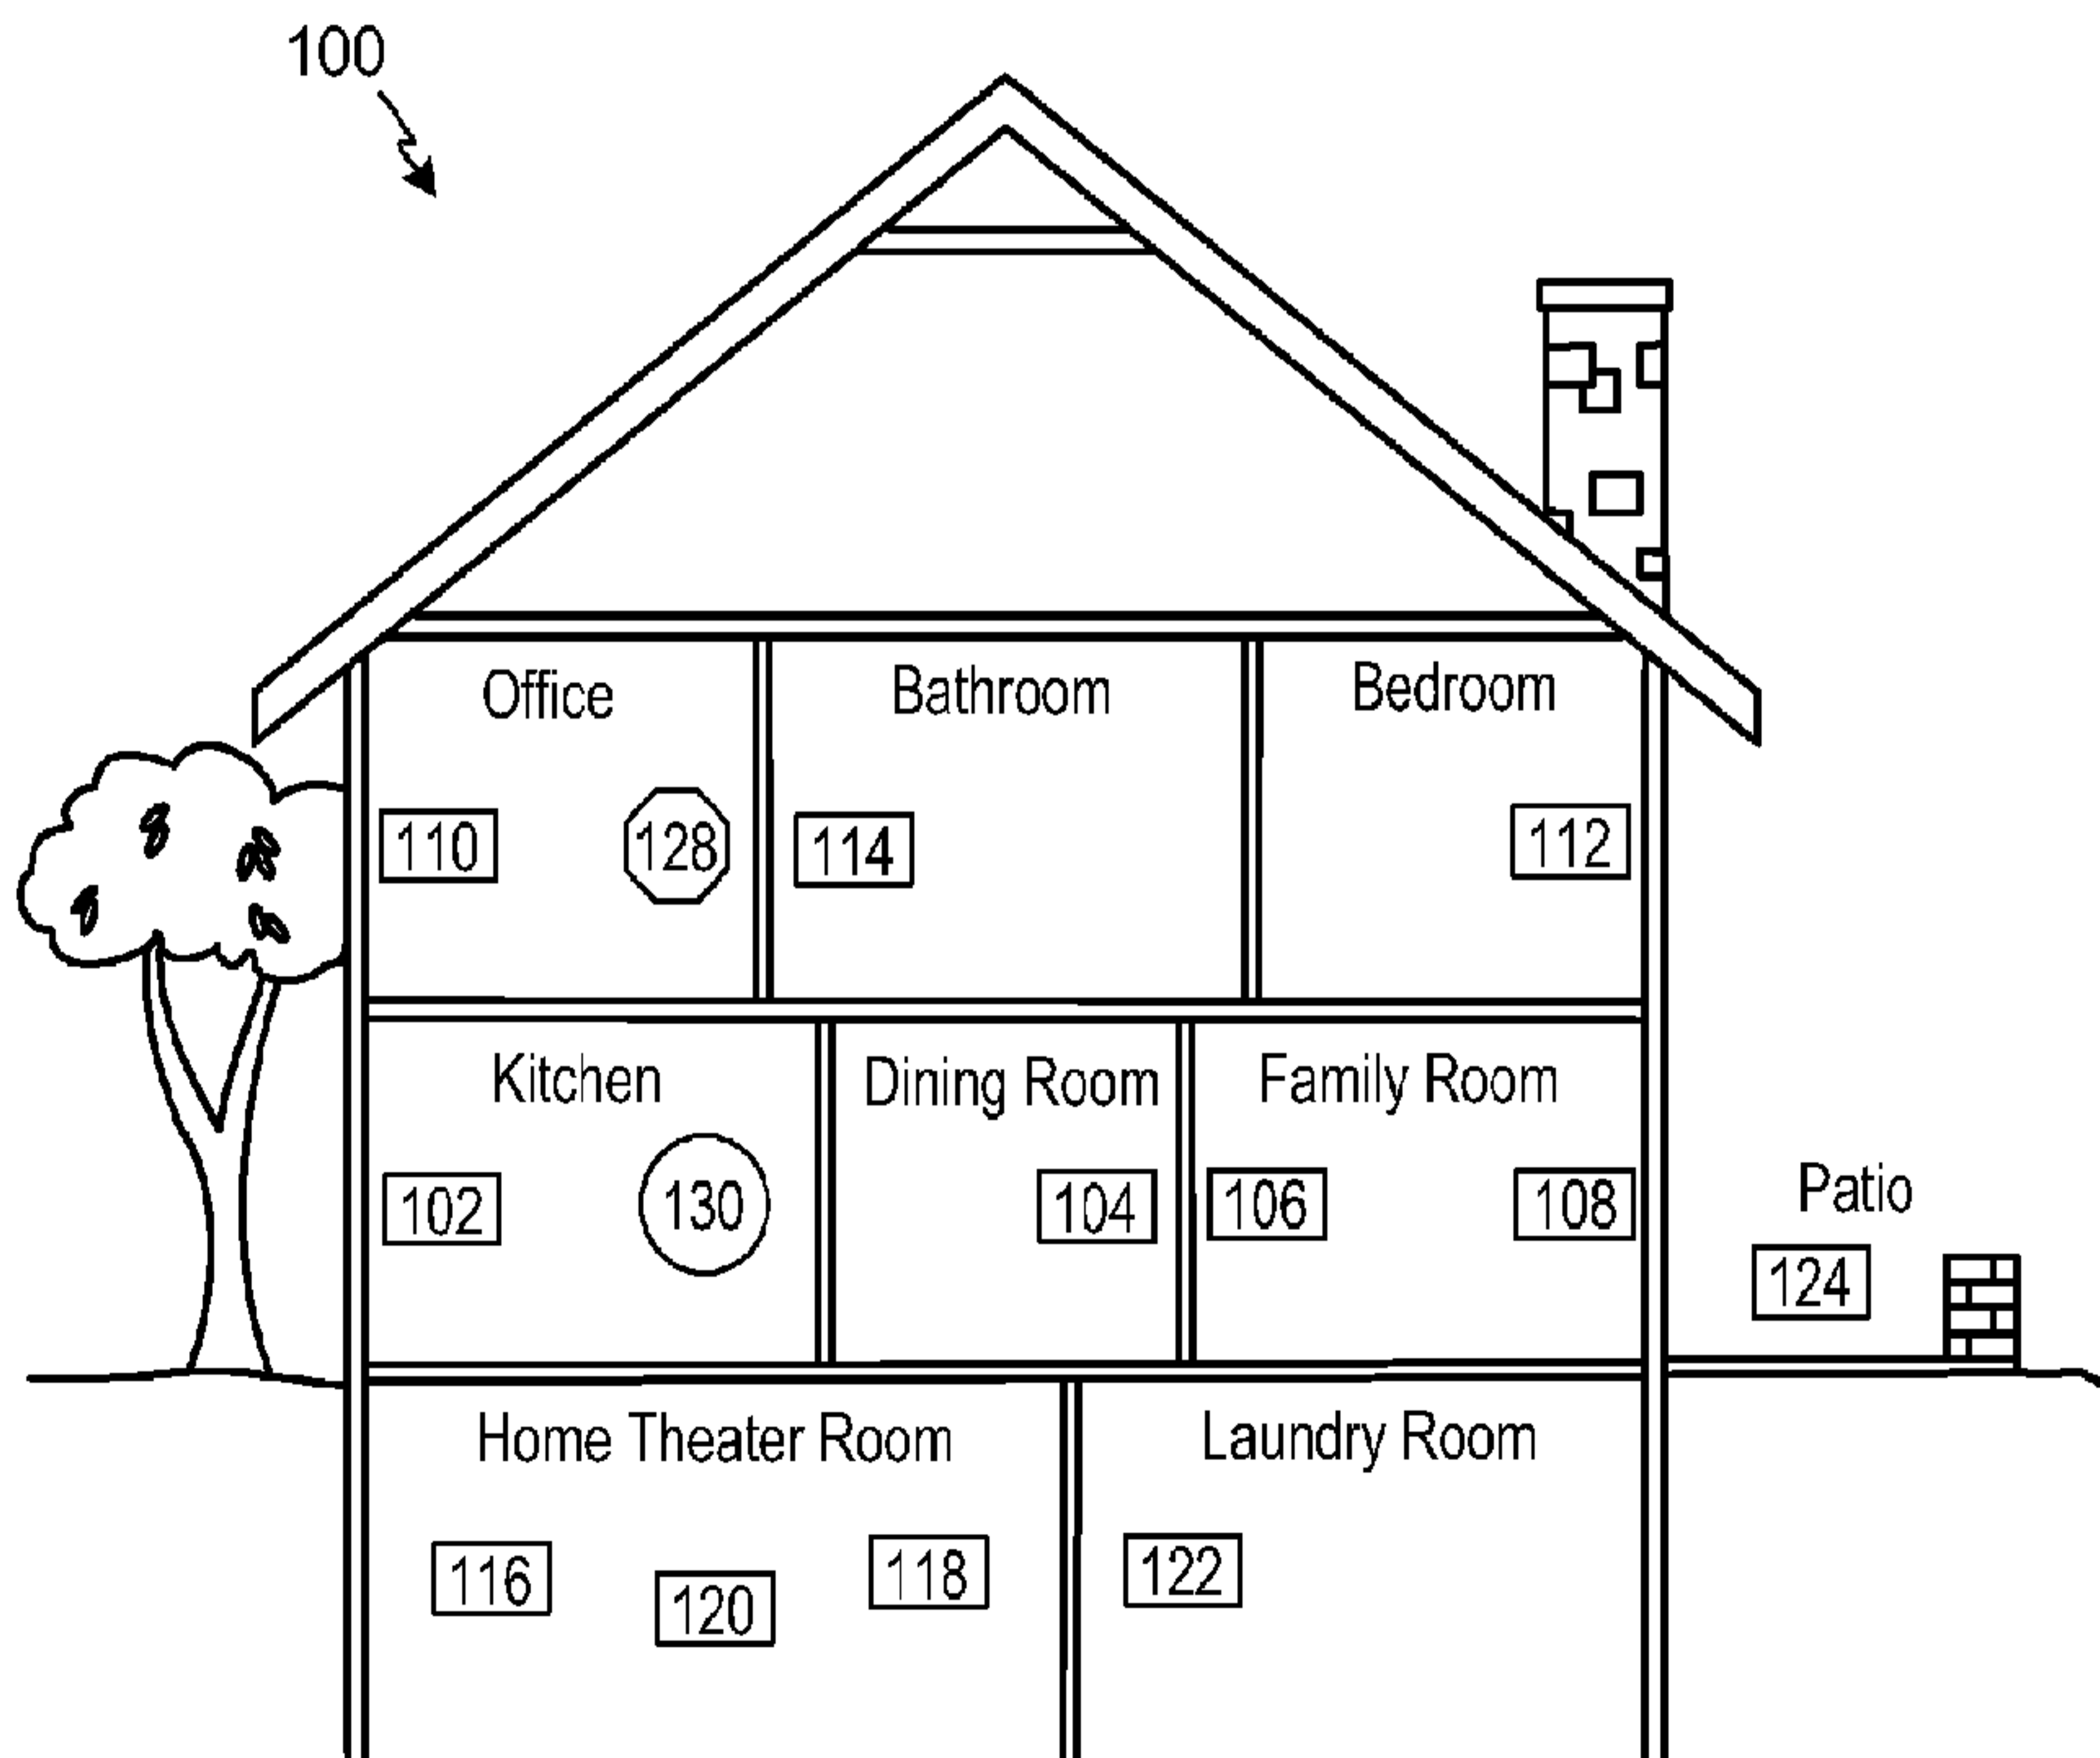 100
Office
Bathroom
Bedroom
110
128
114
112
Kitchen
Dining Room
Family Room
102
130
104
106
108
Patio
124
Home Theater Room
Laundry Room
116
120
118
122